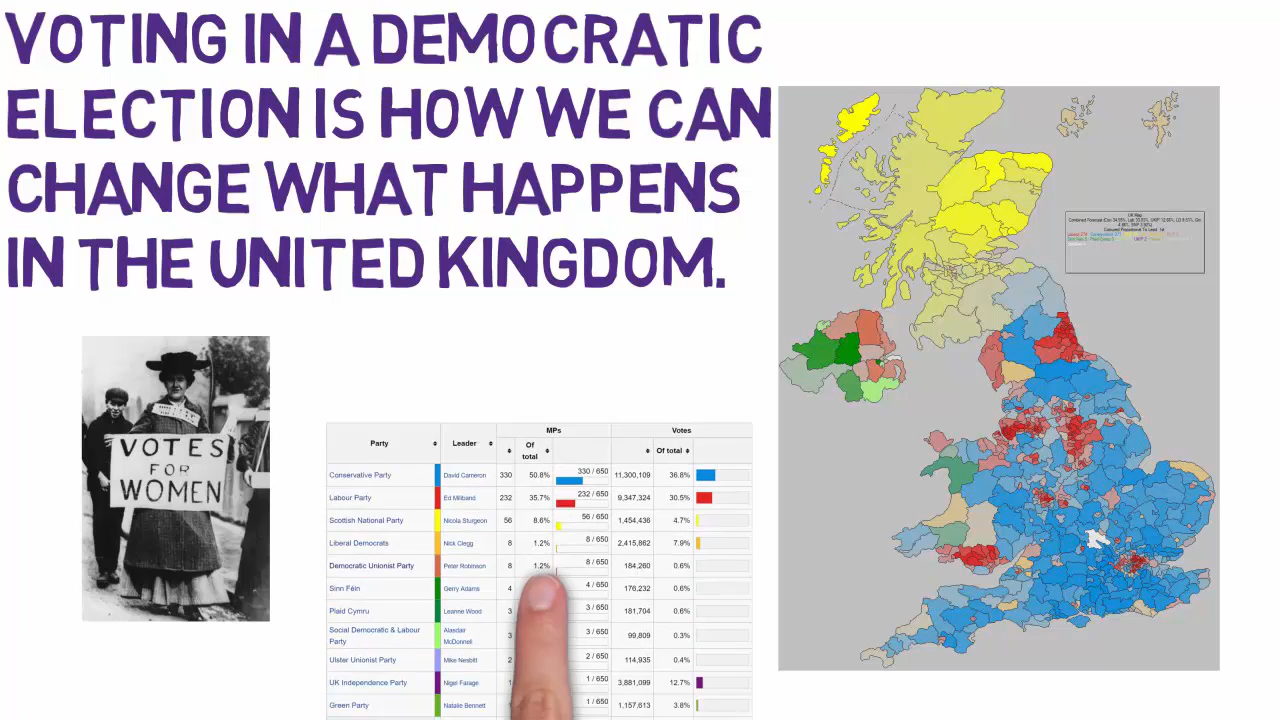 VOTING IN A DEMOCRATIC
ELECTION IS HOW WE CAN
CHANGE WHAT HAPPENS
IN THE UNITED KINGDOM.
VOTES
FOR
WOMEN
MPs Votes
Party Leader Of total Of total
Conservative Party David Cameron 330 50.8% 330 / 650 11,300,109 36.8%
Labour Party Ed Miliband 232 35.7% 232 / 650 9,347,324 30.5%
Scottish National Party Nicola Sturgeon 56 8.6% 56 / 650 1,454,436 4.7%
Liberal Democrats Nick Clegg 8 1.2% 8 / 650 2,415,862 7.9%
Democratic Unionist Party Peter Robinson 8 1.2% 8 / 650 184,260 0.6%
Sinn Féin Gerry Adams 4 4 / 650 176,232 0.6%
Plaid Cymru Leanne Wood 3 3 / 650 181,704 0.6%
Social Democratic & Labour Party Alasdair McDonnell 3 3 / 650 99,809 0.3%
Ulster Unionist Party Mike Nesbitt 2 2 / 650 114,935 0.4%
UK Independence Party Nigel Farage 1 / 650 3,881,099 12.7%
Green Party Natalie Bennett 1 / 650 1,157,613 3.8%
UK Map